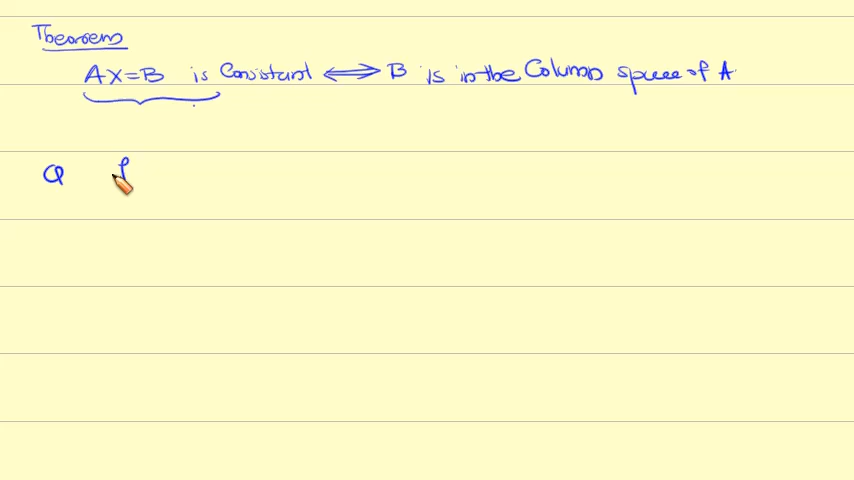 Theorem
AX=B is Consistant ⟺ B is in the Column space of A.
Q